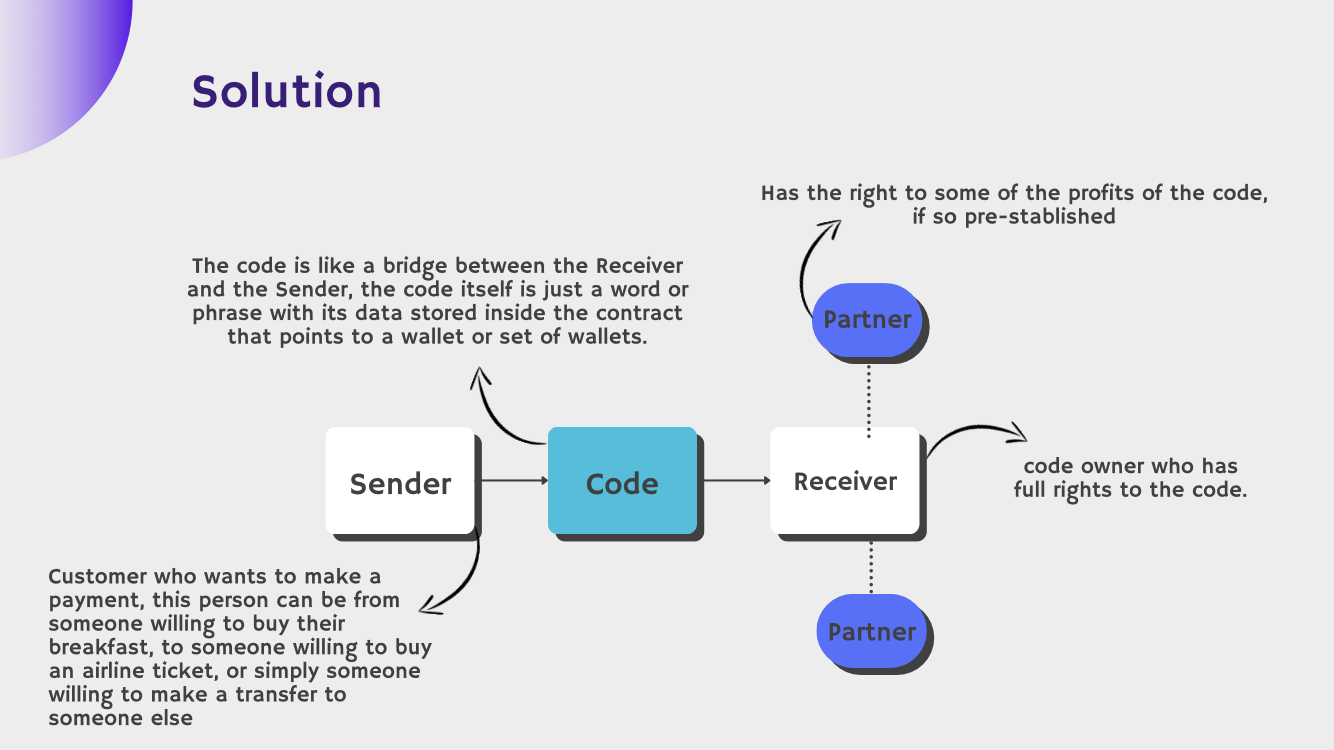 Solution
Has the right to some of the profits of the code,
if so pre-stablished
The code is like a bridge between the Receiver
and the Sender, the code itself is just a word or
phrase with its data stored inside the contract
that points to a wallet or set of wallets.
Partner
Sender
Code
Receiver
code owner who has
full rights to the code.
Customer who wants to make a
payment, this person can be from
someone willing to buy their
breakfast, to someone willing to buy
an airline ticket, or simply someone
willing to make a transfer to
someone else
Partner